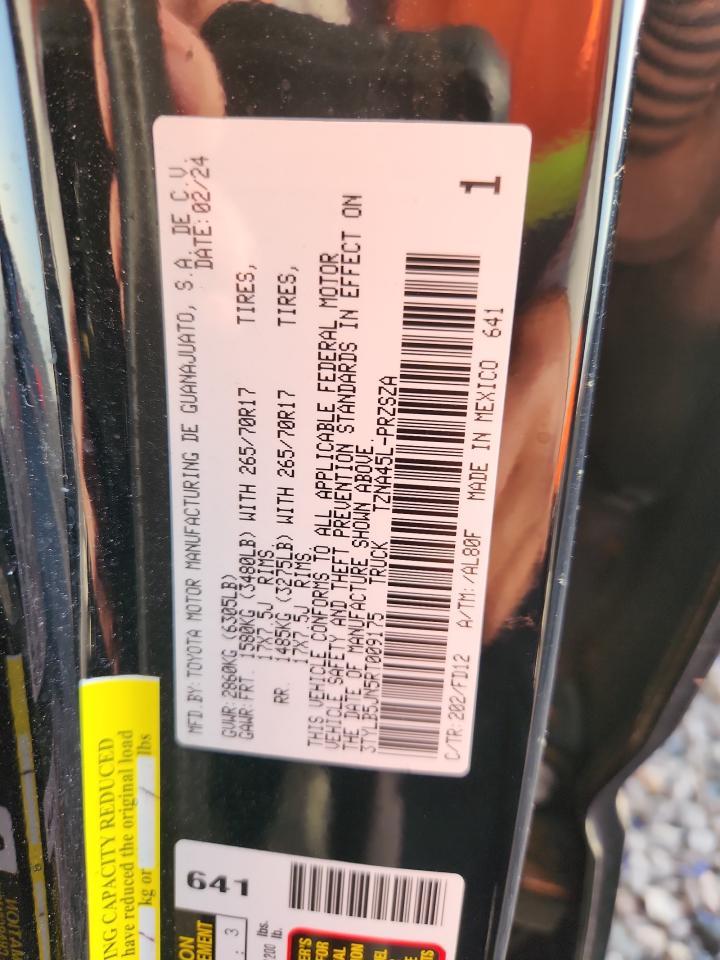 MFD.BY:TOYOTA MOTOR MANUFACTURING DE GUANAJUATO, S.A. DE C.V.
DATE:02/24
GVWR:2860KG (6305LB)
GAWR:FRT. 1580KG (3480LB) WITH 265/70R17 TIRES,
17X7.5J RIMS.
RR. 1485KG (3275LB) WITH 265/70R17 TIRES,
17X7.5J RIMS.
THIS VEHICLE CONFORMS TO ALL APPLICABLE FEDERAL MOTOR
VEHICLE SAFETY AND THEFT PREVENTION STANDARDS IN EFFECT ON
THE DATE OF MANUFACTURE SHOWN ABOVE.
3TYLB5JN5RT009175 TRUCK TZNA45L-PRZSZA
C/TR:202/FD12 A/TM:/AL80F MADE IN MEXICO 641
1
ING CAPACITY REDUCED
have reduced the original load
kg or lbs
641